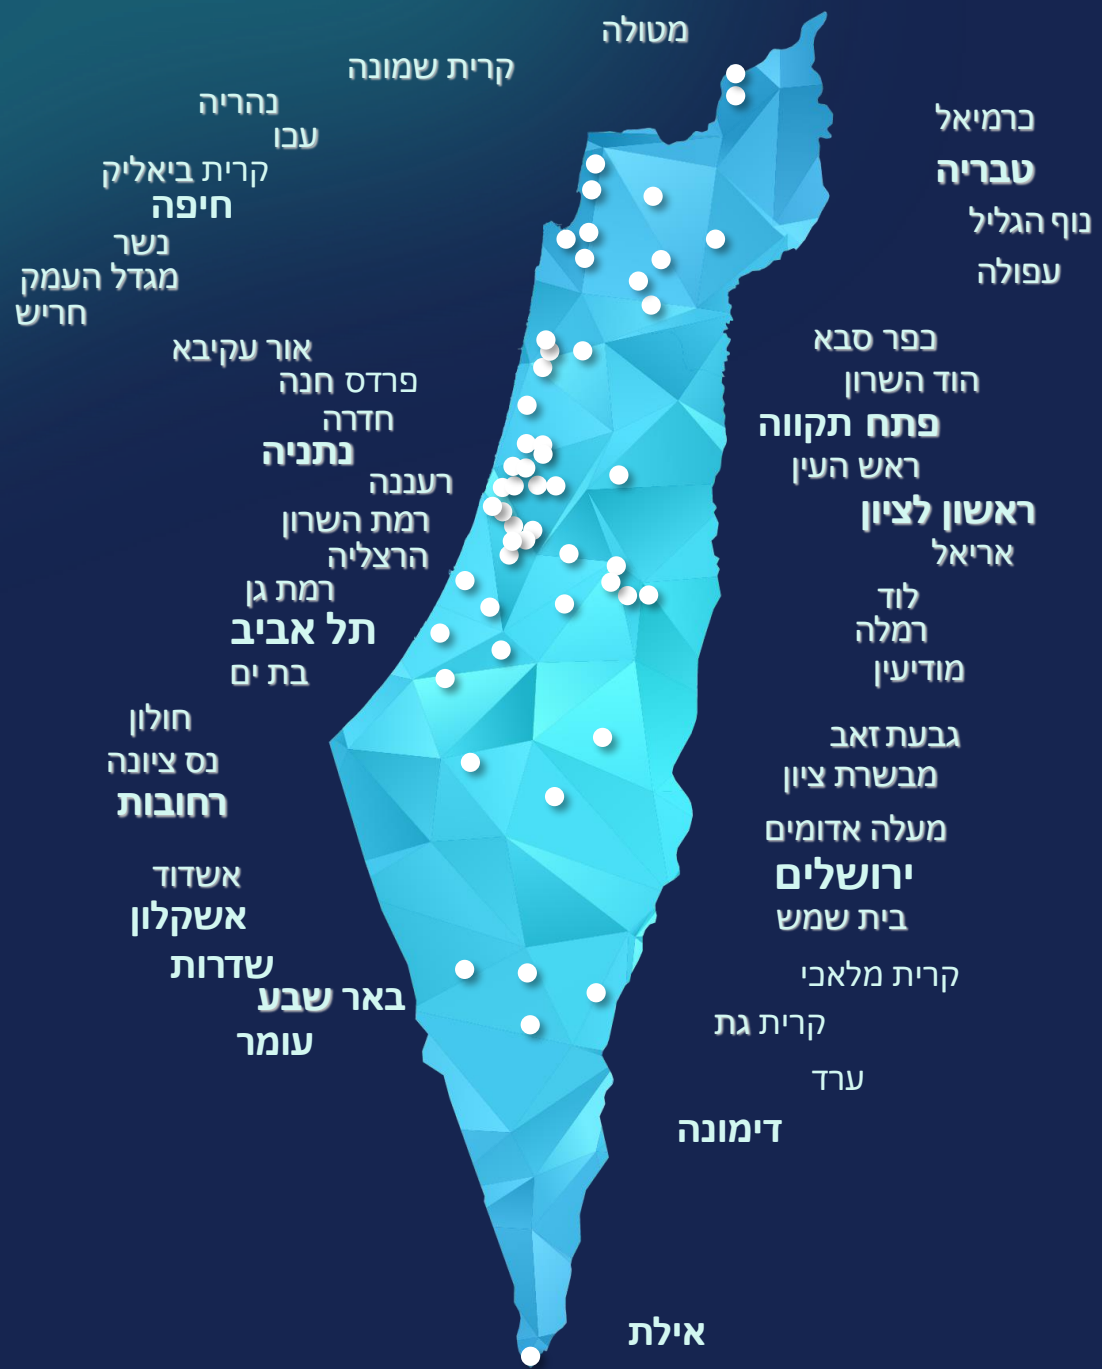 מטולה
קרית שמונה
נהריה
עכו
קרית ביאליק
חיפה
נשר
מגדל העמק
חריש
אור עקיבא
פרדס חנה
חדרה
נתניה
רעננה
רמת השרון
הרצליה
רמת גן
תל אביב
בת ים
חולון
נס ציונה
רחובות
אשדוד
אשקלון
שדרות
באר שבע
עומר
כרמיאל
טבריה
נוף הגליל
עפולה
כפר סבא
הוד השרון
פתח תקווה
ראש העין
ראשון לציון
אריאל
לוד
רמלה
מודיעין
גבעת זאב
מבשרת ציון
מעלה אדומים
ירושלים
בית שמש
קרית מלאכי
קרית גת
ערד
דימונה
אילת